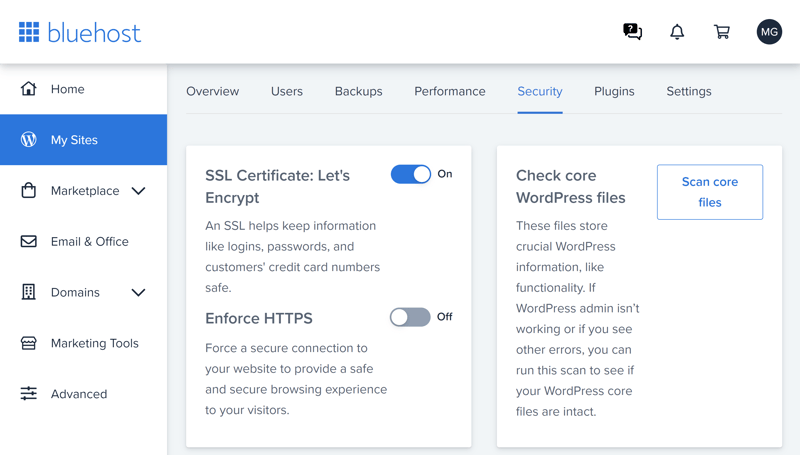 bluehost
?
MG
Home
My Sites
Marketplace
Email & Office
Domains
Marketing Tools
Advanced
Overview Users Backups Performance Security Plugins Settings
SSL Certificate: Let's
Encrypt
On
An SSL helps keep information
like logins, passwords, and
customers' credit card numbers
safe.
Enforce HTTPS
Off
Force a secure connection to
your website to provide a safe
and secure browsing experience
to your visitors.
Check core
WordPress files
Scan core
files
These files store
crucial WordPress
information, like
functionality. If
WordPress admin isn’t
working or if you see
other errors, you can
run this scan to see if
your WordPress core
files are intact.